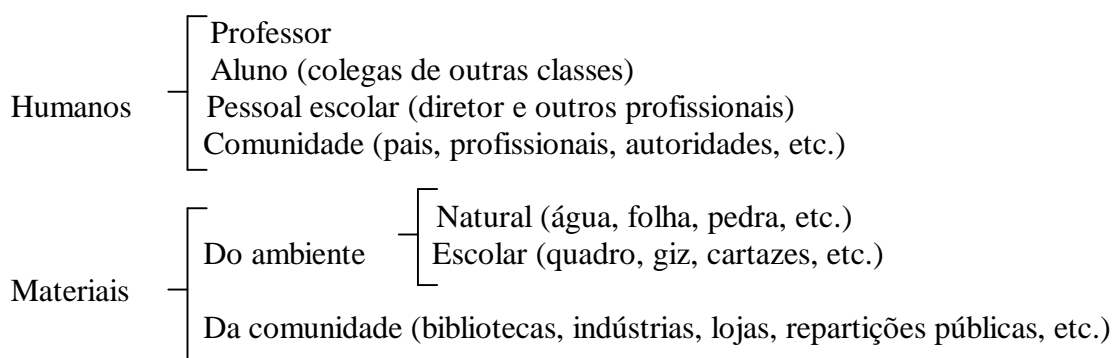 Professor
Aluno (colegas de outras classes)
Humanos
Pessoal escolar (diretor e outros profissionais)
Comunidade (pais, profissionais, autoridades, etc.)
Natural (água, folha, pedra, etc.)
Do ambiente
Escolar (quadro, giz, cartazes, etc.)
Materiais
Da comunidade (bibliotecas, indústrias, lojas, repartições públicas, etc.)